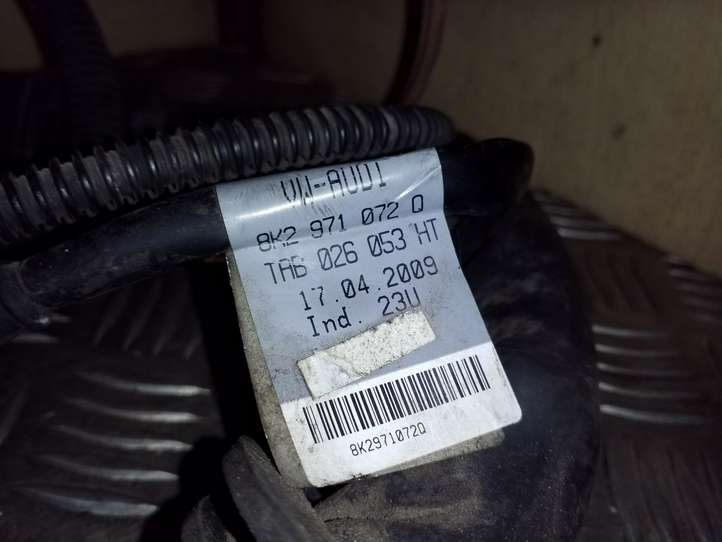 VW-AUDI
8K2 971 072 Q
TAB 026 053 HT
17.04.2009
Ind. 23U
8K2971072Q